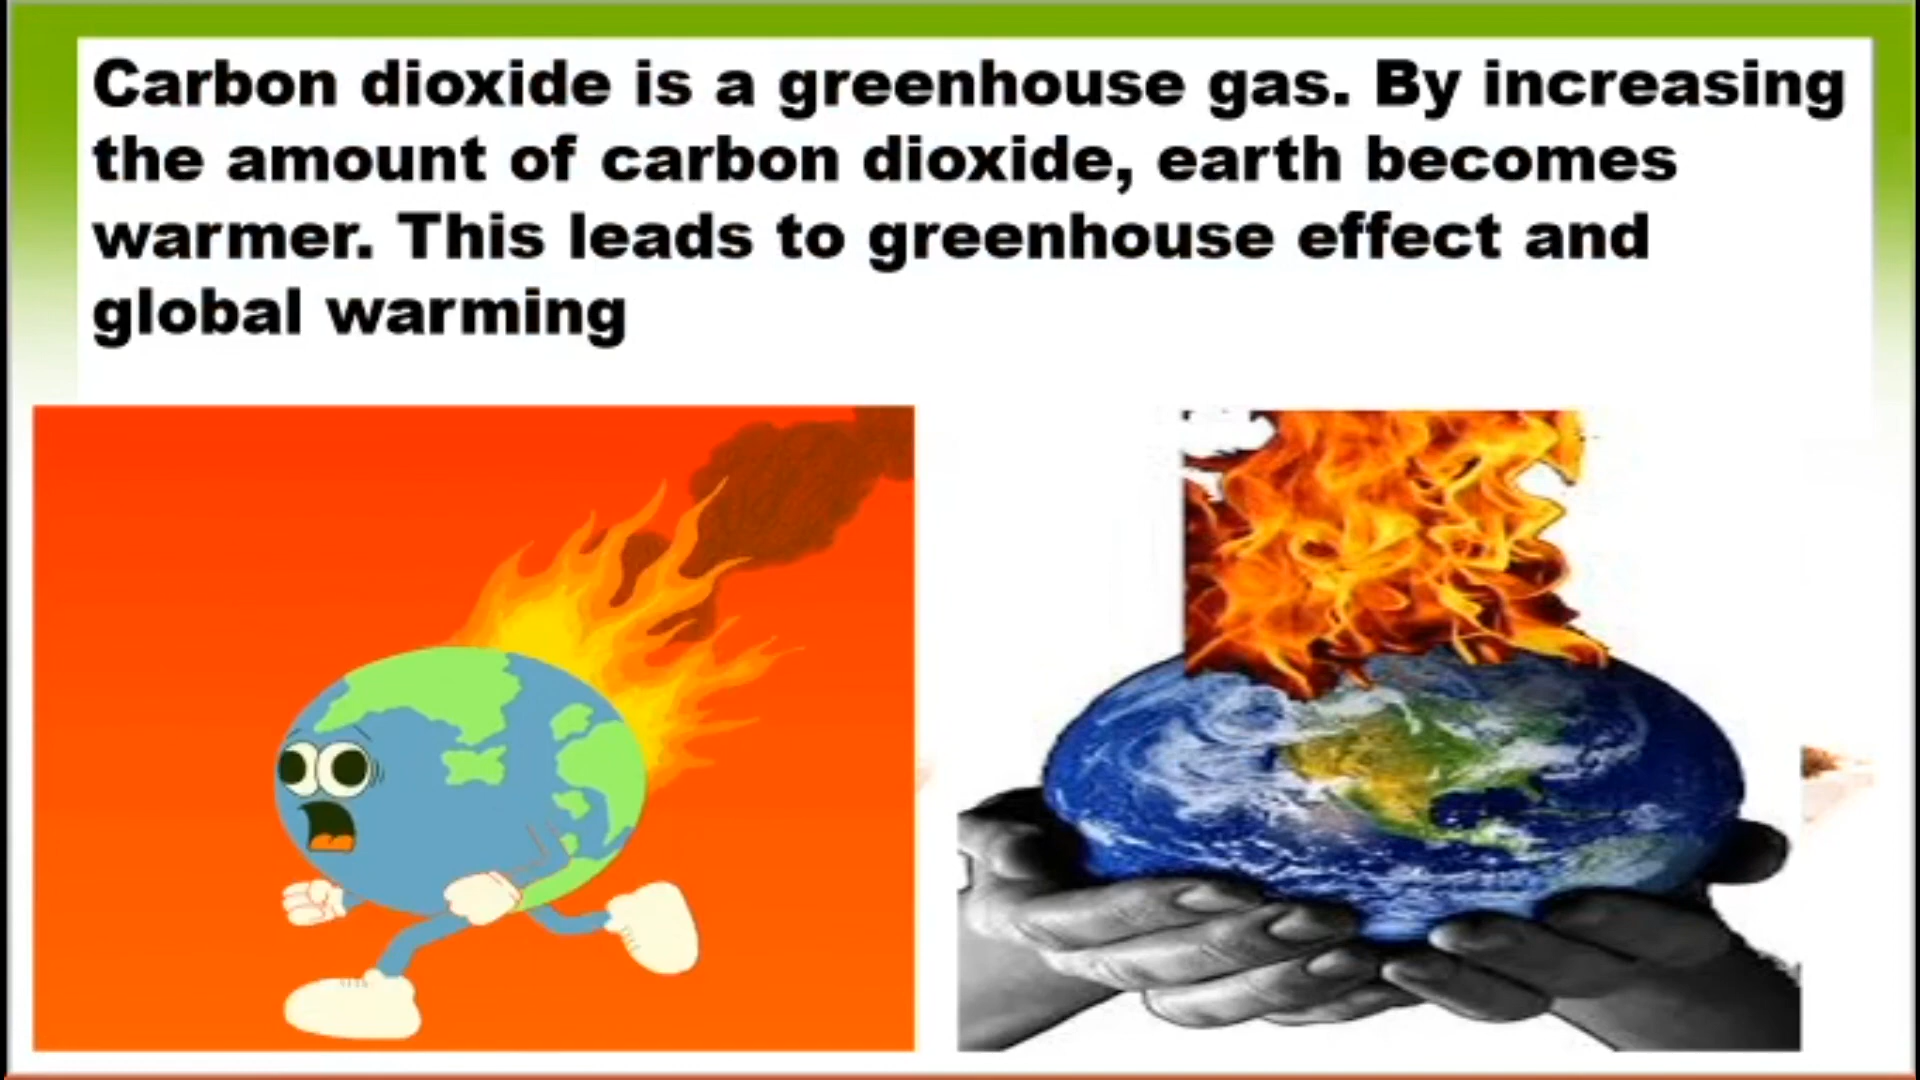 Carbon dioxide is a greenhouse gas. By increasing
the amount of carbon dioxide, earth becomes
warmer. This leads to greenhouse effect and
global warming